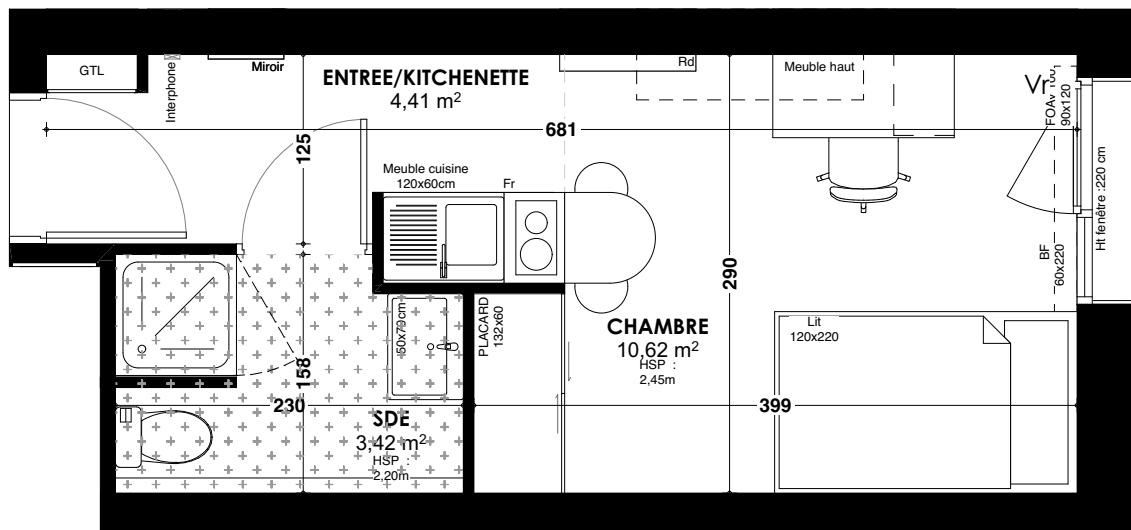 GTL
Interphone
Miroir
ENTREE/KITCHENETTE
4,41 m²
Rd
Meuble haut
Vr
90x120
681
125
Meuble cuisine
120x60cm
Fr
Ht fenêtre :220 cm
BF
60x220
290
PLACARD
132x60
CHAMBRE
10,62 m²
HSP :
2,45m
Lit
120x220
158
230
399
SDE
3,42 m²
HSP :
2,20m